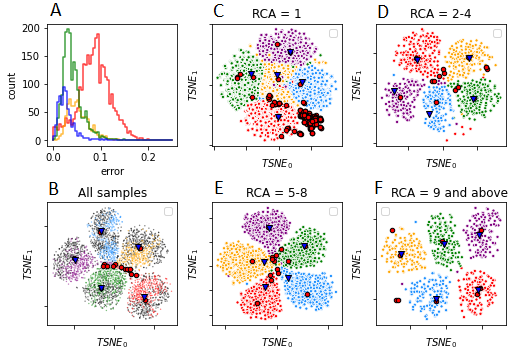 A
200
150
100
50
0
count
0.0
0.1
0.2
error
C
RCA = 1
TSNE₁
TSNE₀
D
RCA = 2-4
TSNE₁
TSNE₀
B
All samples
TSNE₁
TSNE₀
E
RCA = 5-8
TSNE₁
TSNE₀
F
RCA = 9 and above
TSNE₁
TSNE₀